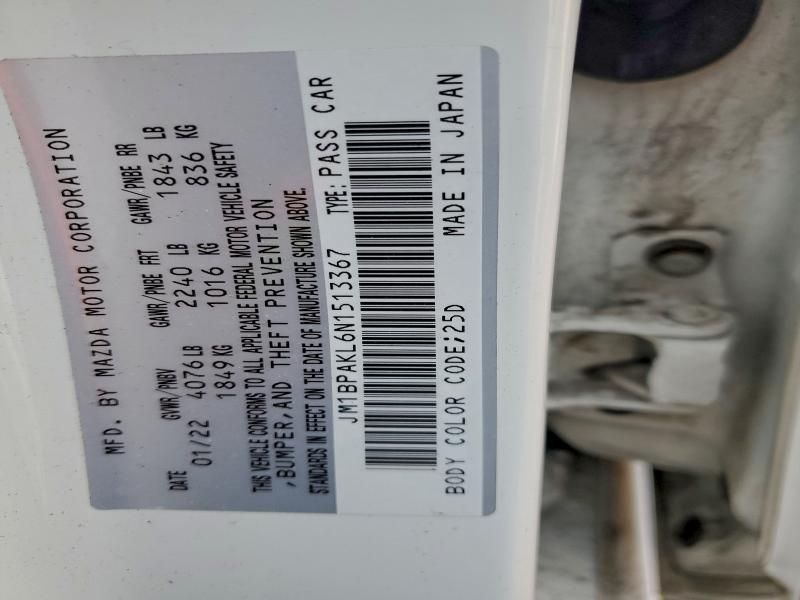 MFD. BY MAZDA MOTOR CORPORATION
DATE GVWR/PNBV GAWR/PNBE FRT GAWR/PNBE RR
01/22 4076LB 2240 LB 1843 LB
1849KG 1016 KG 836 KG
THIS VEHICLE CONFORMS TO ALL APPLICABLE FEDERAL MOTOR VEHICLE SAFETY
,BUMPER,AND THEFT PREVENTION
STANDARDS IN EFFECT ON THE DATE OF MANUFACTURE SHOWN ABOVE.
JM1BPAKL6N1513367 TYPE: PASS CAR
BODY COLOR CODE;25D MADE IN JAPAN